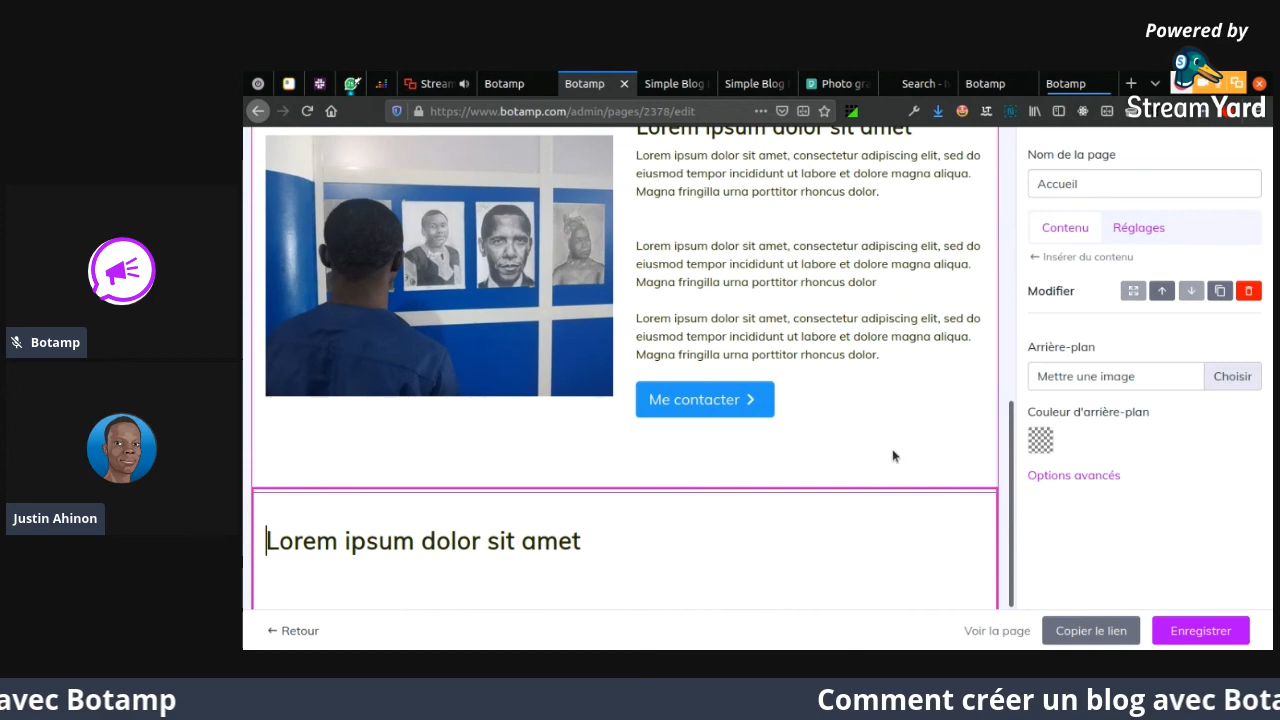 Powered by
StreamYard
Stream
Botamp
Botamp
Simple Blog
Simple Blog
Photo gra
Search -
Botamp
Botamp
https://www.botamp.com/admin/pages/2378/edit
Lorem ipsum dolor sit amet
Lorem ipsum dolor sit amet, consectetur adipiscing elit, sed do
eiusmod tempor incididunt ut labore et dolore magna aliqua.
Magna fringilla urna porttitor rhoncus dolor.
Lorem ipsum dolor sit amet, consectetur adipiscing elit, sed do
eiusmod tempor incididunt ut labore et dolore magna aliqua.
Magna fringilla urna porttitor rhoncus dolor
Lorem ipsum dolor sit amet, consectetur adipiscing elit, sed do
eiusmod tempor incididunt ut labore et dolore magna aliqua.
Magna fringilla urna porttitor rhoncus dolor.
Me contacter
Lorem ipsum dolor sit amet
Nom de la page
Accueil
Contenu Réglages
← Insérer du contenu
Modifier
Arrière-plan
Mettre une image Choisir
Couleur d'arrière-plan
Options avancés
← Retour
Voir la page
Copier le lien
Enregistrer
Botamp
Justin Ahinon
avec Botamp
Comment créer un blog avec Bota